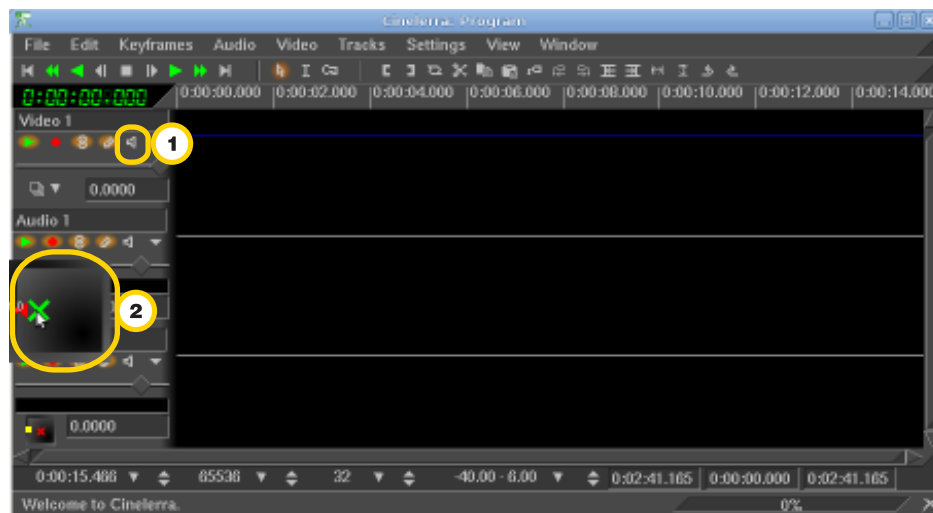 Cinelerra: Program
File Edit Keyframes Audio Video Tracks Settings View Window
0:00:00:000 0:00:00.000 0:00:02.000 0:00:04.000 0:00:06.000 0:00:08.000 0:00:10.000 0:00:12.000 0:00:14.000
Video 1
1
0.0000
Audio 1
0
2
0.0000
0:00:15.466 65536 32 -40.00 - 6.00 0:02:41.165 0:00:00.000 0:02:41.165
Welcome to Cinelerra. 0%